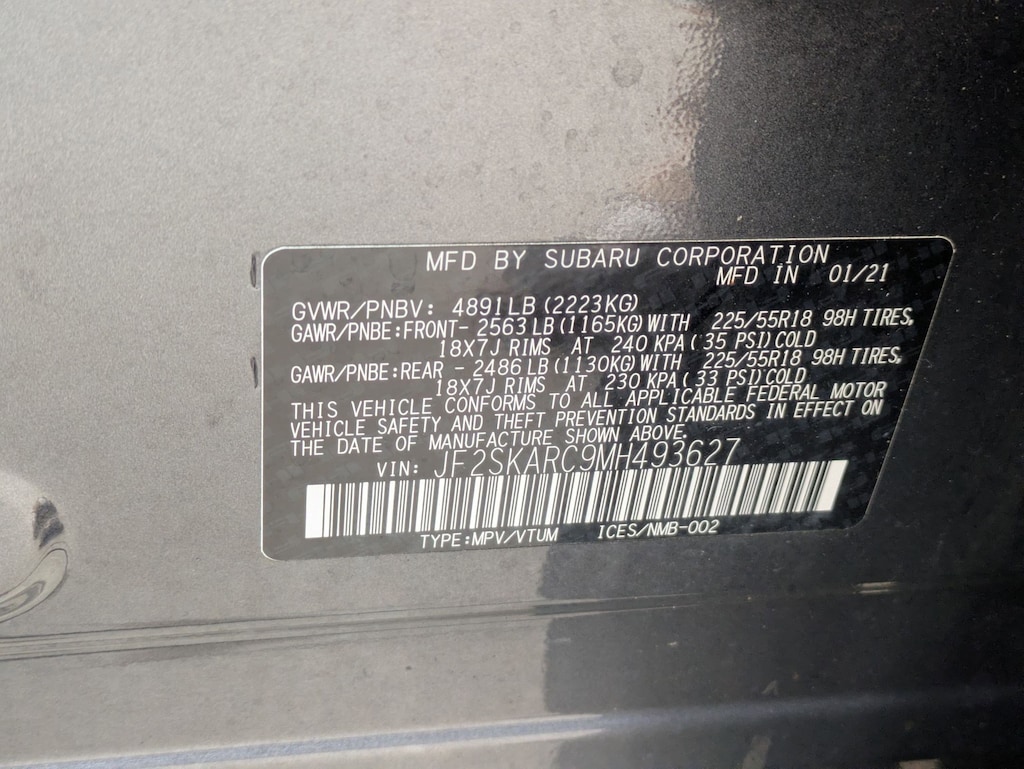 MFD BY SUBARU CORPORATION
MFD IN 01/21
GVWR/PNBV: 4891LB(2223KG)
GAWR/PNBE:FRONT- 2563LB(1165KG)WITH 225/55R18 98H TIRES,
18X7J RIMS AT 240 KPA(35 PSI)COLD
GAWR/PNBE:REAR - 2486LB(1130KG)WITH 225/55R18 98H TIRES,
18X7J RIMS AT 230 KPA(33 PSI)COLD
THIS VEHICLE CONFORMS TO ALL APPLICABLE FEDERAL MOTOR
VEHICLE SAFETY AND THEFT PREVENTION STANDARDS IN EFFECT ON
THE DATE OF MANUFACTURE SHOWN ABOVE.
VIN: JF2SKARC9MH493627
TYPE:MPV/VTUM ICES/NMB-002